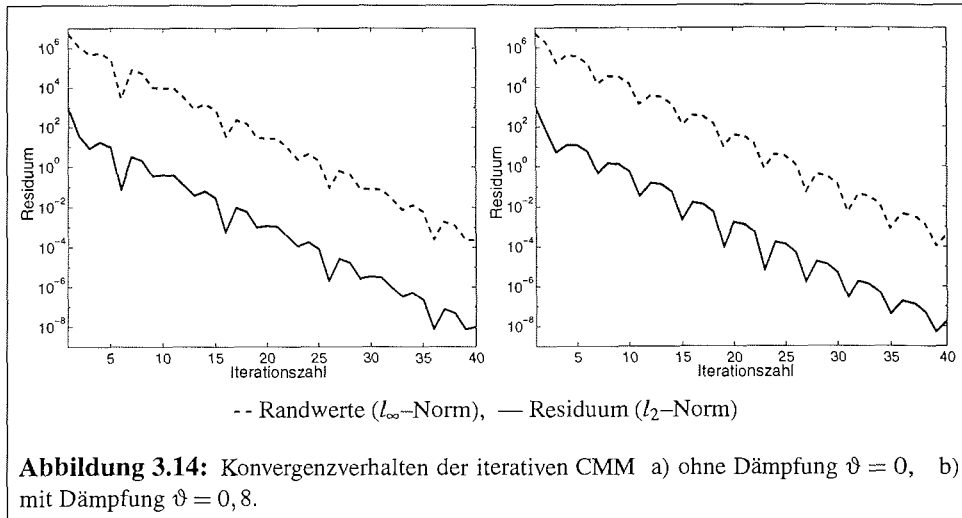 Residuum
10^6
10^4
10^2
10^0
10^−2
10^−4
10^−6
10^−8
5 10 15 20 25 30 35 40
Iterationszahl
Residuum
10^6
10^4
10^2
10^0
10^−2
10^−4
10^−6
10^−8
5 10 15 20 25 30 35 40
Iterationszahl
-- Randwerte (l_∞–Norm), — Residuum (l_2–Norm)
Abbildung 3.14: Konvergenzverhalten der iterativen CMM a) ohne Dämpfung ϑ = 0, b)
mit Dämpfung ϑ = 0,8.